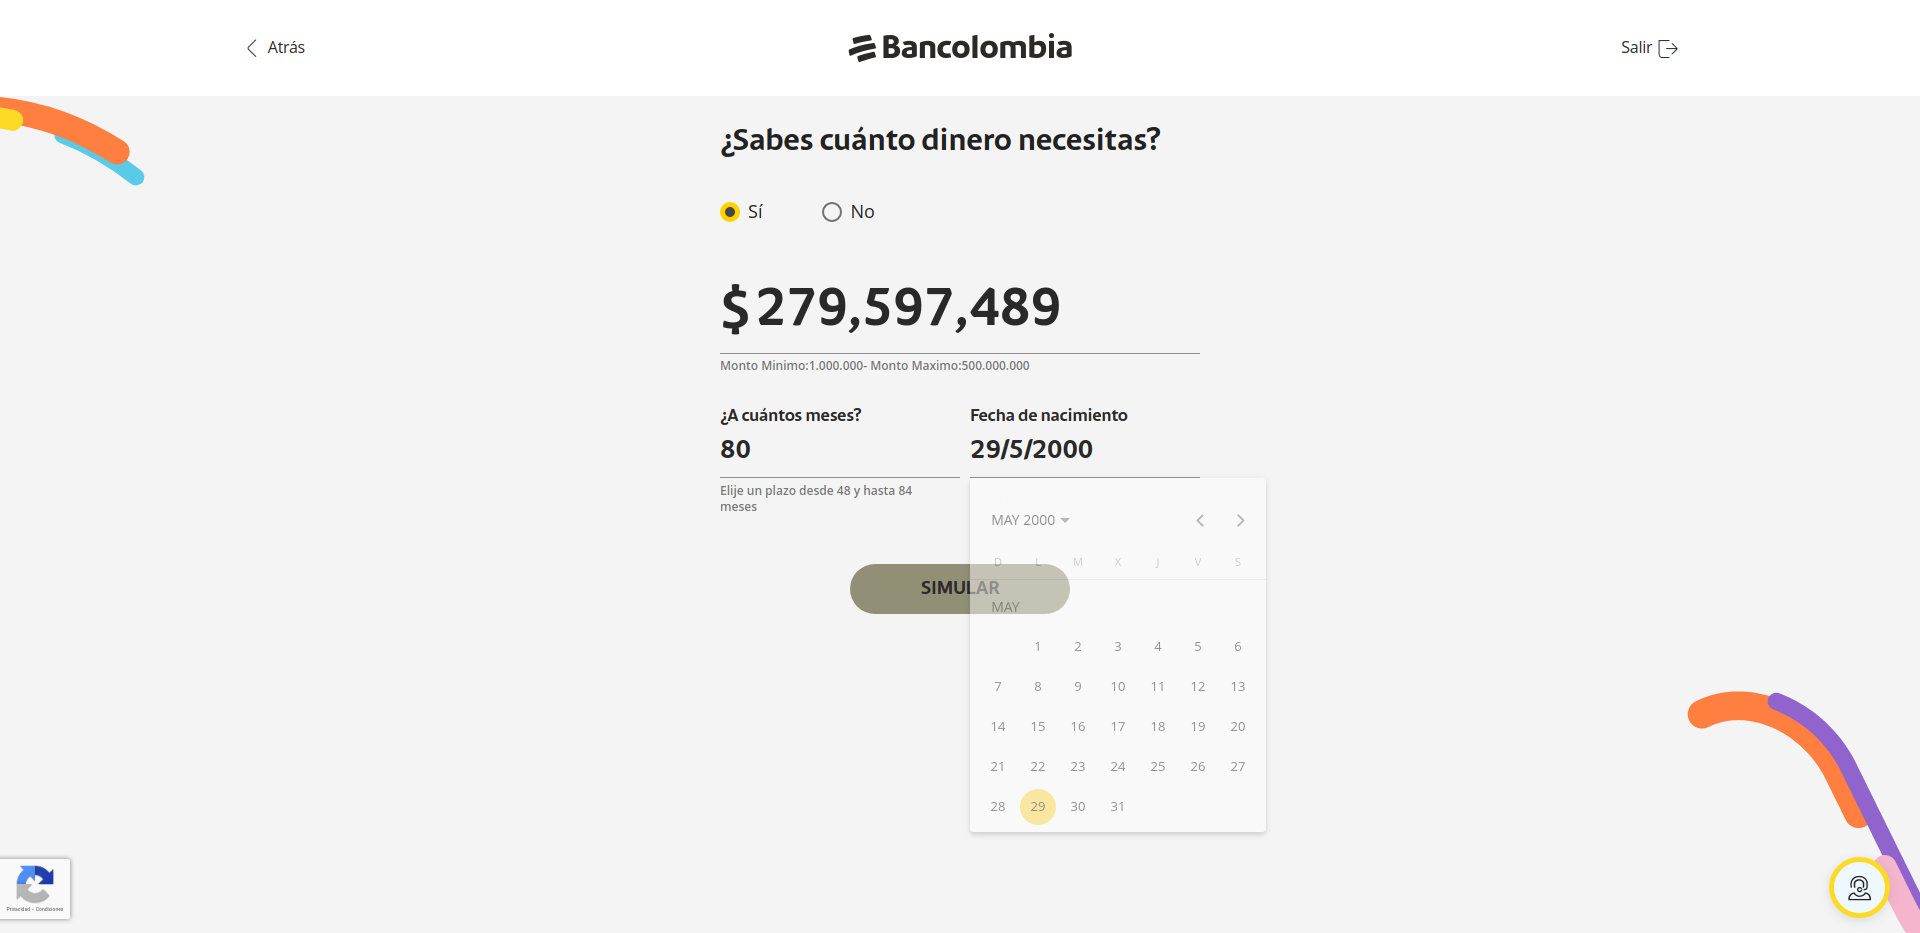 Atrás
Bancolombia
Salir
¿Sabes cuánto dinero necesitas?
Sí
No
$279,597,489
Monto Minimo:1.000.000- Monto Maximo:500.000.000
¿A cuántos meses?
80
Elije un plazo desde 48 y hasta 84
meses
Fecha de nacimiento
29/5/2000
SIMULAR
MAY 2000
D L M X J V S
MAY
1 2 3 4 5 6
7 8 9 10 11 12 13
14 15 16 17 18 19 20
21 22 23 24 25 26 27
28 29 30 31
Privacidad - Condiciones